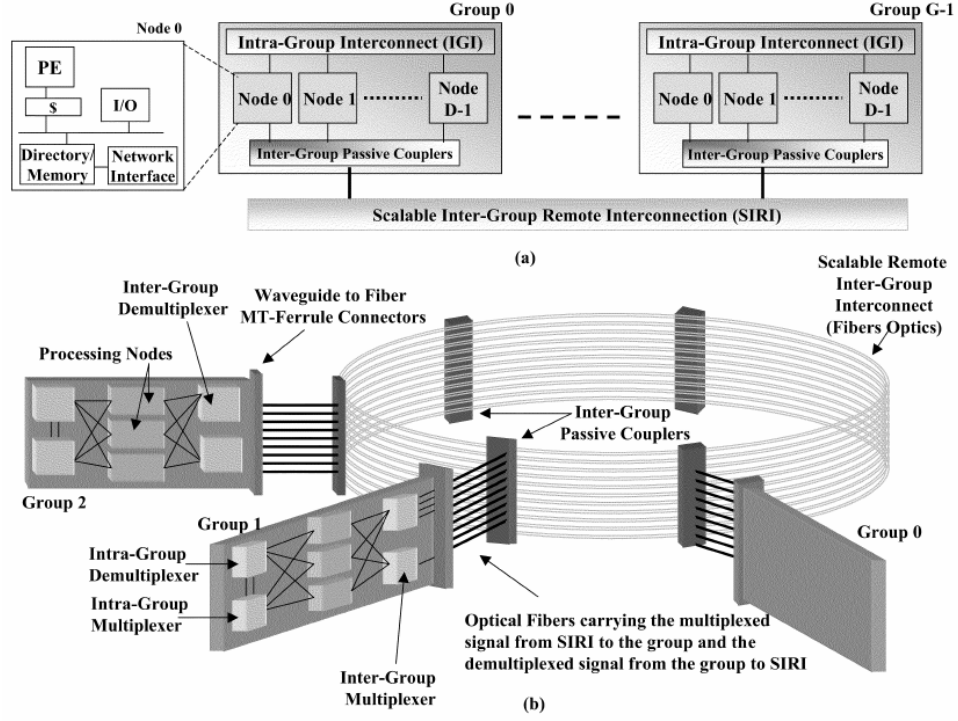 Node 0
PE
$
I/O
Directory/
Memory
Network
Interface
Group 0
Intra-Group Interconnect (IGI)
Node 0
Node 1
Node
D-1
Inter-Group Passive Couplers
Group G-1
Intra-Group Interconnect (IGI)
Node 0
Node 1
Node
D-1
Inter-Group Passive Couplers
Scalable Inter-Group Remote Interconnection (SIRI)
(a)
Inter-Group
Demultiplexer
Waveguide to Fiber
MT-Ferrule Connectors
Scalable Remote
Inter-Group
Interconnect
(Fibers Optics)
Processing Nodes
Inter-Group
Passive Couplers
Group 2
Group 1
Group 0
Intra-Group
Demultiplexer
Intra-Group
Multiplexer
Inter-Group
Multiplexer
Optical Fibers carrying the multiplexed
signal from SIRI to the group and the
demultiplexed signal from the group to SIRI
(b)